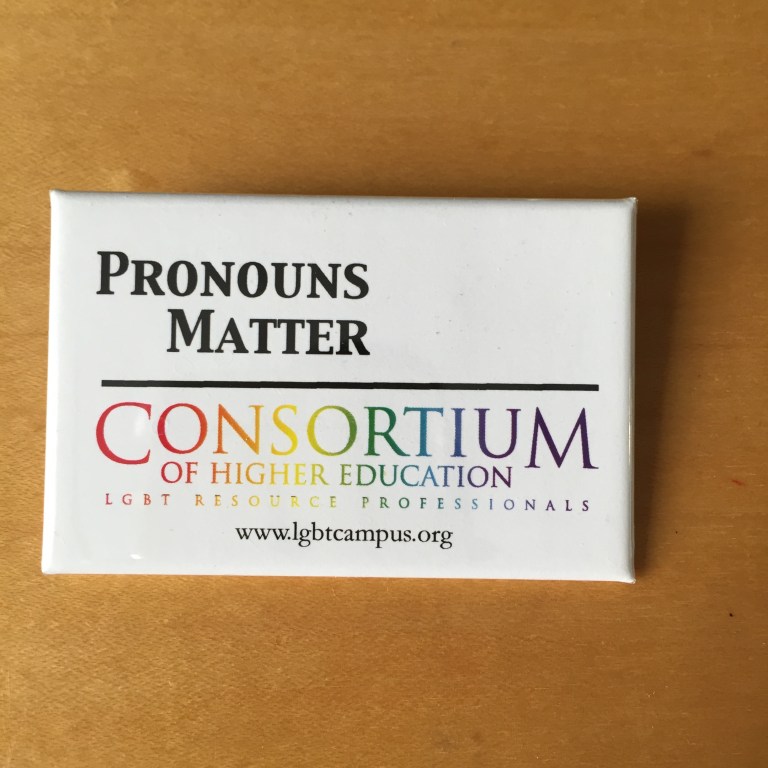 PRONOUNS
MATTER
CONSORTIUM
OF HIGHER EDUCATION
LGBT RESOURCE PROFESSIONALS
www.lgbtcampus.org